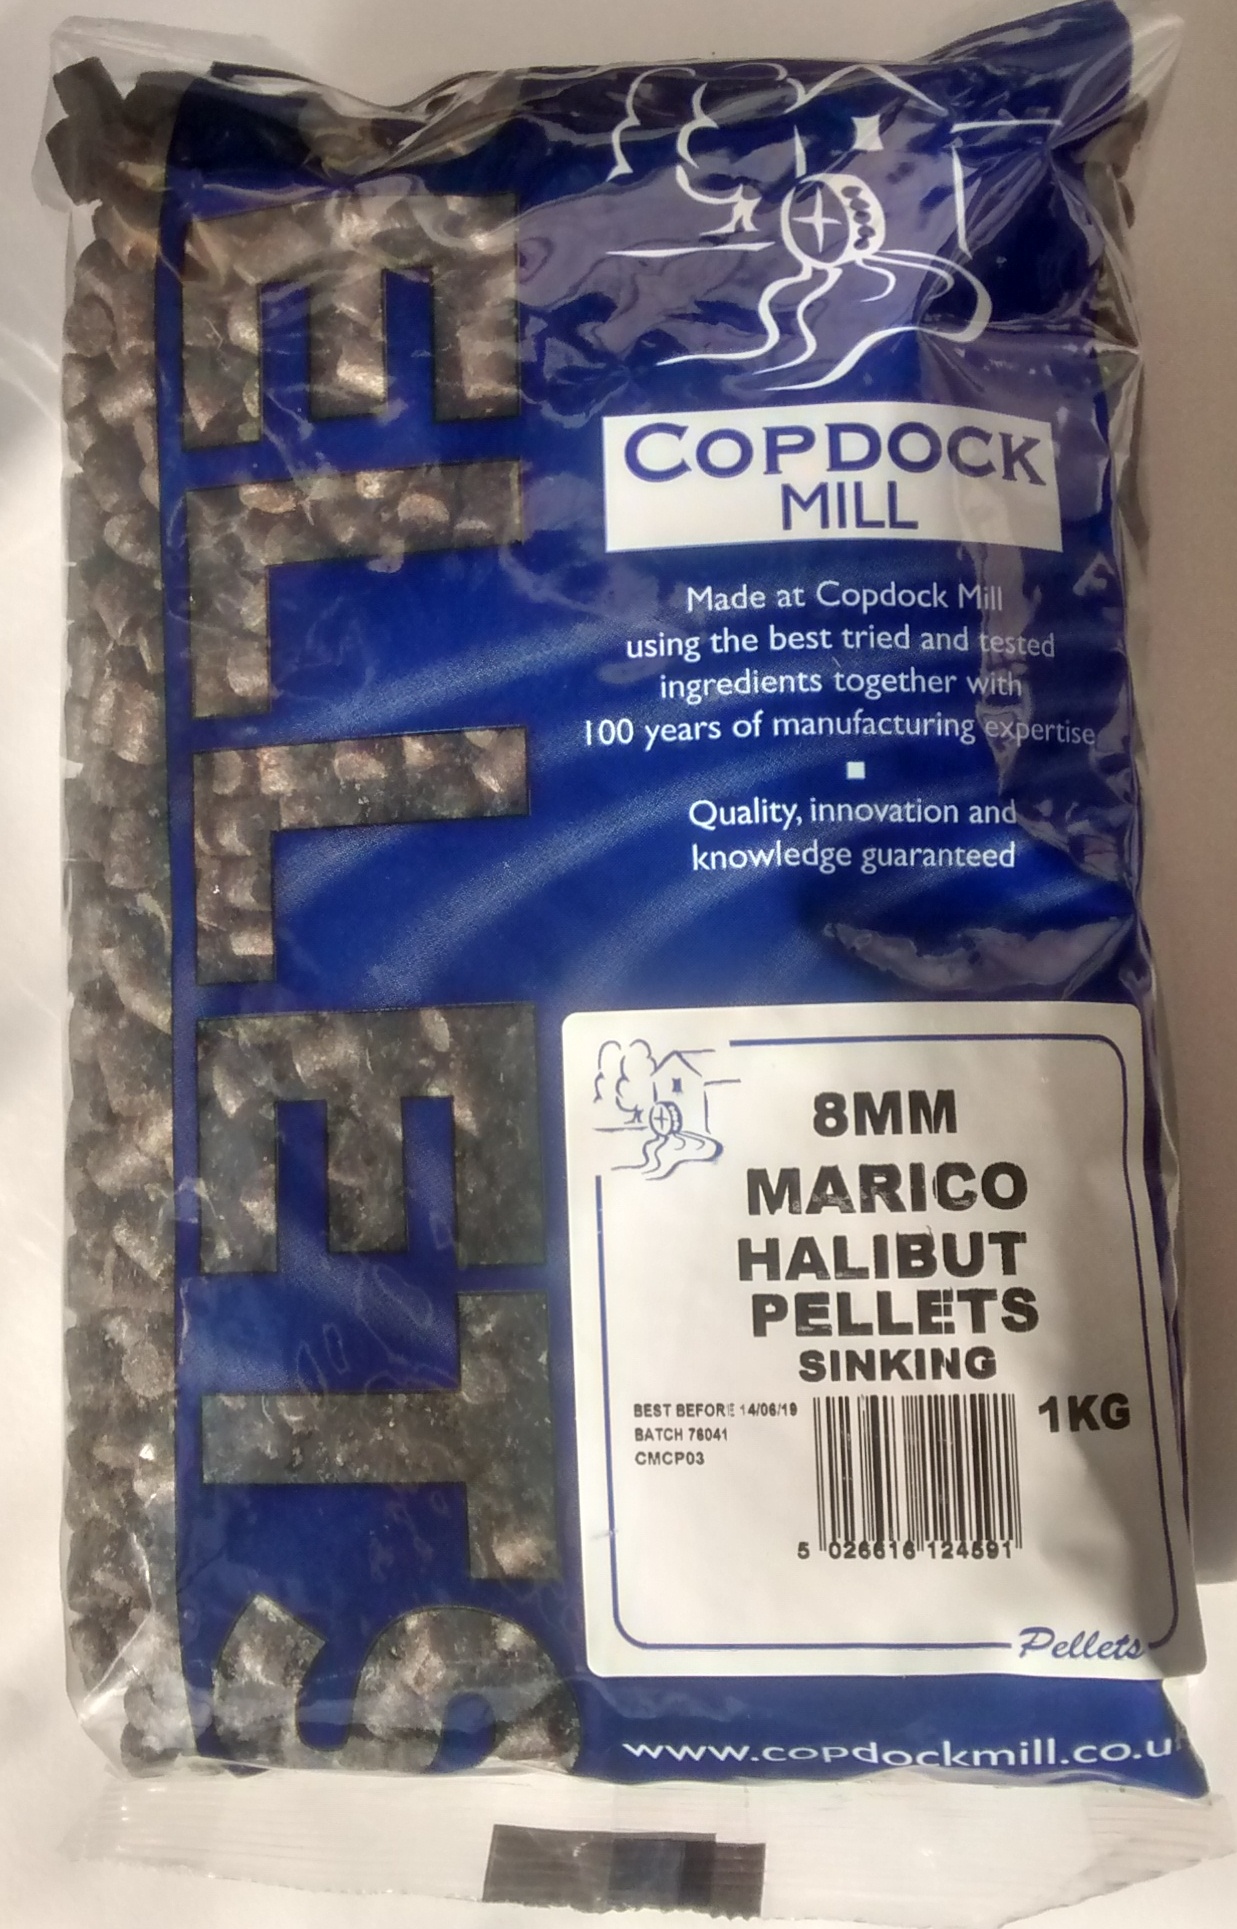 ELLETS
COPDOCK
MILL
Made at Copdock Mill
using the best tried and tested
ingredients together with
100 years of manufacturing expertise
Quality, innovation and
knowledge guaranteed
8MM
MARICO
HALIBUT
PELLETS
SINKING
BEST BEFORE 14/06/19
BATCH 76041
CMCP03
1KG
5 026616 124591
Pellets
www.copdockmill.co.u